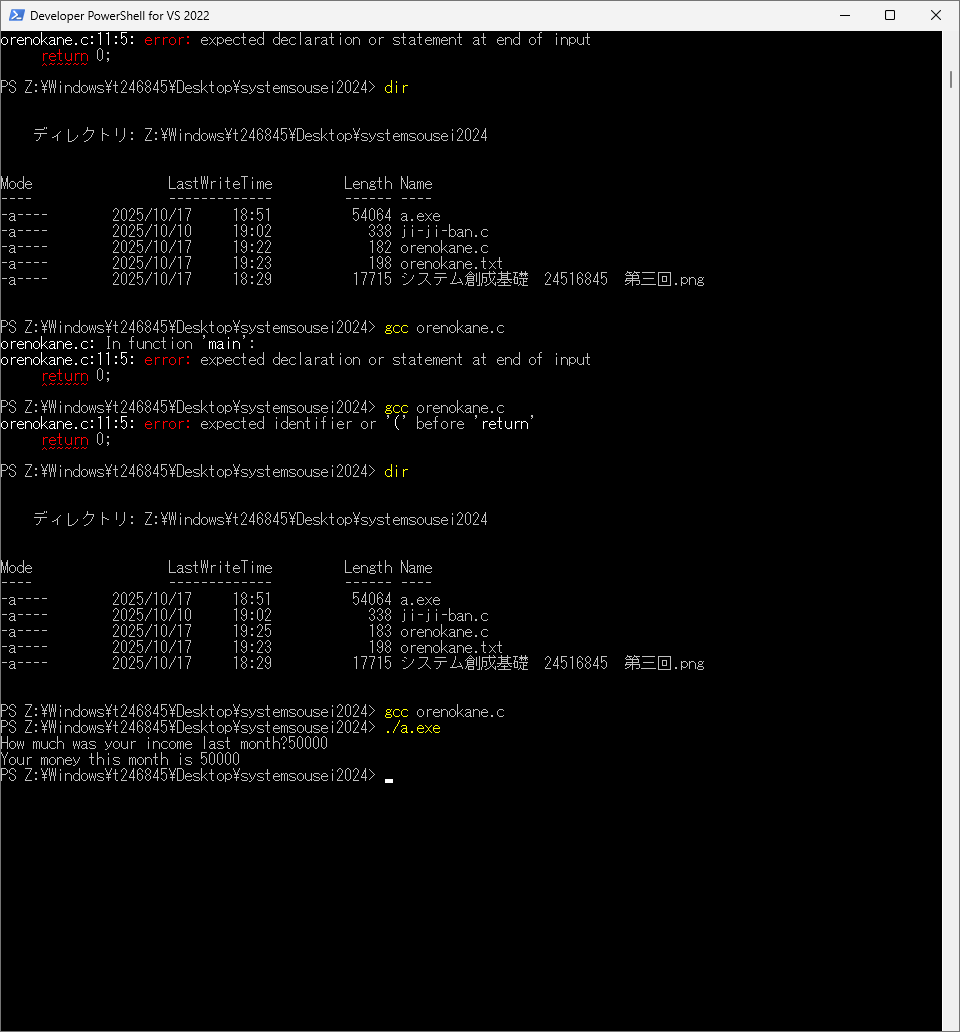 Developer PowerShell for VS 2022
orenokane.c:11:5: error: expected declaration or statement at end of input
return 0;
^~~~~~
PS Z:¥Windows¥t246845¥Desktop¥systemsousei2024> dir
ディレクトリ: Z:¥Windows¥t246845¥Desktop¥systemsousei2024
Mode LastWriteTime Length Name
---- ------------- ------ ----
-a---- 2025/10/17 18:51 54064 a.exe
-a---- 2025/10/10 19:02 338 ji-ji-ban.c
-a---- 2025/10/17 19:22 182 orenokane.c
-a---- 2025/10/17 19:23 198 orenokane.txt
-a---- 2025/10/17 18:29 17715 システム創成基礎 24516845 第三回.png
PS Z:¥Windows¥t246845¥Desktop¥systemsousei2024> gcc orenokane.c
orenokane.c: In function 'main':
orenokane.c:11:5: error: expected declaration or statement at end of input
return 0;
^~~~~~
PS Z:¥Windows¥t246845¥Desktop¥systemsousei2024> gcc orenokane.c
orenokane.c:11:5: error: expected identifier or '(' before 'return'
return 0;
^~~~~~
PS Z:¥Windows¥t246845¥Desktop¥systemsousei2024> dir
ディレクトリ: Z:¥Windows¥t246845¥Desktop¥systemsousei2024
Mode LastWriteTime Length Name
---- ------------- ------ ----
-a---- 2025/10/17 18:51 54064 a.exe
-a---- 2025/10/10 19:02 338 ji-ji-ban.c
-a---- 2025/10/17 19:25 183 orenokane.c
-a---- 2025/10/17 19:23 198 orenokane.txt
-a---- 2025/10/17 18:29 17715 システム創成基礎 24516845 第三回.png
PS Z:¥Windows¥t246845¥Desktop¥systemsousei2024> gcc orenokane.c
PS Z:¥Windows¥t246845¥Desktop¥systemsousei2024> ./a.exe
How much was your income last month?50000
Your money this month is 50000
PS Z:¥Windows¥t246845¥Desktop¥systemsousei2024>